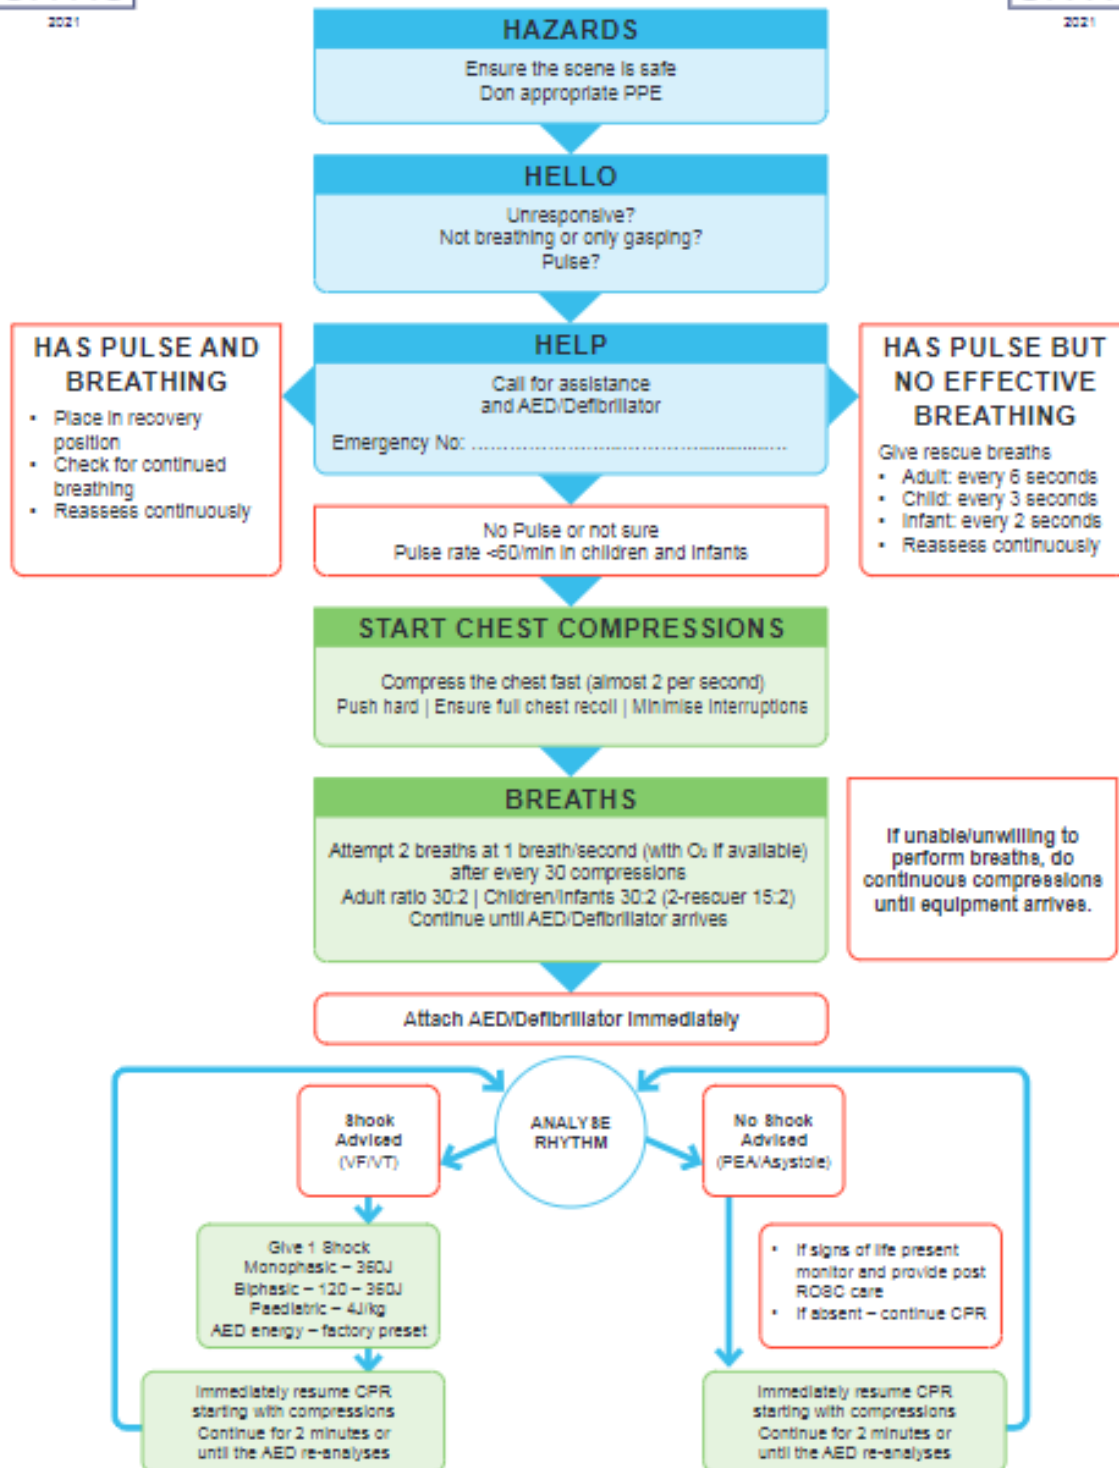 2021
2021
HAZARDS
Ensure the scene is safe
Don appropriate PPE
HELLO
Unresponsive?
Not breathing or only gasping?
Pulse?
HAS PULSE AND
BREATHING
• Place in recovery
position
• Check for continued
breathing
• Reassess continuously
HELP
Call for assistance
and AED/Defibrillator
Emergency No: ....................................................
HAS PULSE BUT
NO EFFECTIVE
BREATHING
Give rescue breaths
• Adult: every 6 seconds
• Child: every 3 seconds
• Infant: every 2 seconds
• Reassess continuously
No Pulse or not sure
Pulse rate <60/min in children and infants
START CHEST COMPRESSIONS
Compress the chest fast (almost 2 per second)
Push hard | Ensure full chest recoil | Minimise interruptions
BREATHS
Attempt 2 breaths at 1 breath/second (with O₂ if available)
after every 30 compressions
Adult ratio 30:2 | Children/Infants 30:2 (2-rescuer 15:2)
Continue until AED/Defibrillator arrives
If unable/unwilling to
perform breaths, do
continuous compressions
until equipment arrives.
Attach AED/Defibrillator immediately
ANALYSE
RHYTHM
Shock
Advised
(VF/VT)
No Shock
Advised
(PEA/Asystole)
Give 1 Shock
Monophasic – 360J
Biphasic – 120 – 360J
Paediatric – 4J/kg
AED energy – factory preset
• If signs of life present
monitor and provide post
ROSC care
• If absent – continue CPR
Immediately resume CPR
starting with compressions
Continue for 2 minutes or
until the AED re-analyses
Immediately resume CPR
starting with compressions
Continue for 2 minutes or
until the AED re-analyses